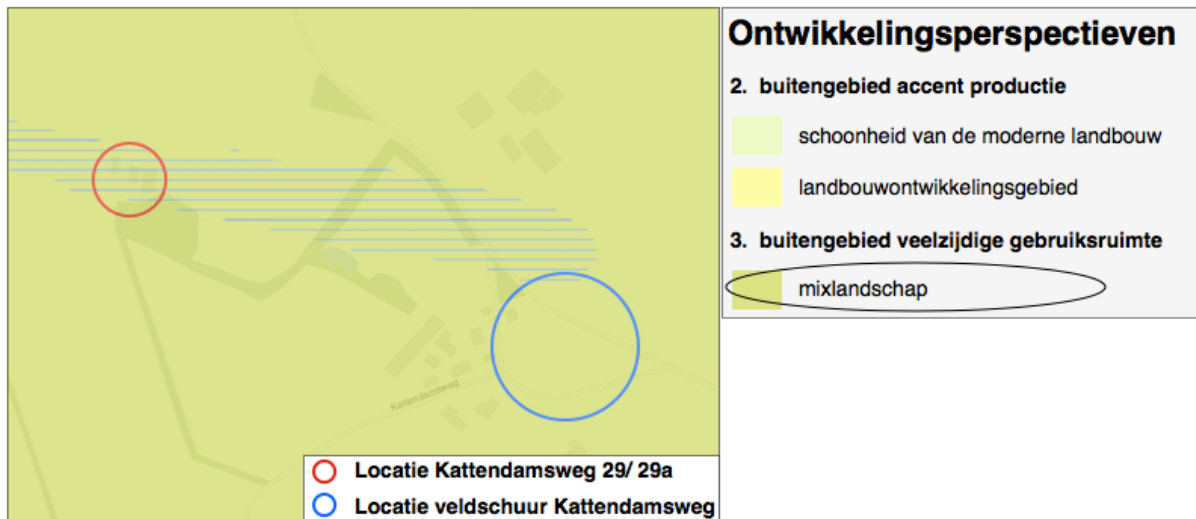 Ontwikkelingsperspectieven
2. buitengebied accent productie
schoonheid van de moderne landbouw
landbouwontwikkelingsgebied
3. buitengebied veelzijdige gebruiksruimte
mixlandschap
Kattendamsweg
Locatie Kattendamsweg 29/ 29a
Locatie veldschuur Kattendamsweg